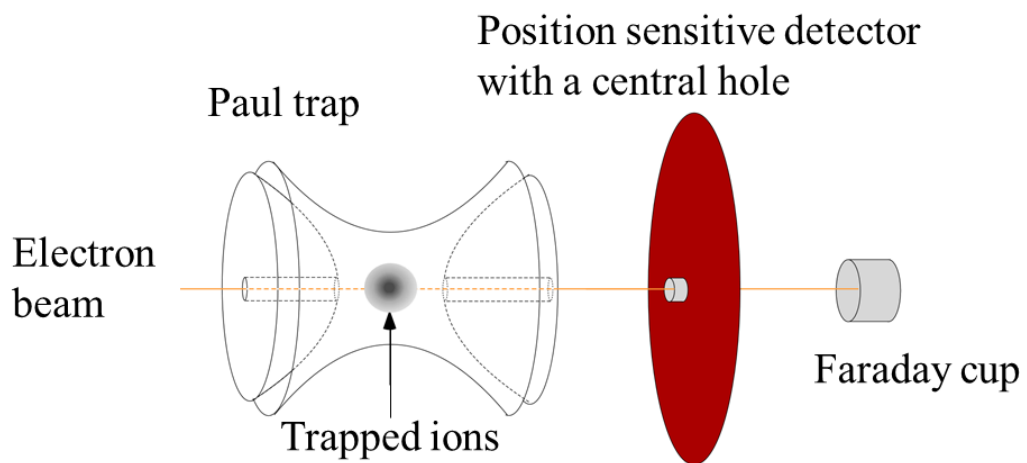 Position sensitive detector
with a central hole
Paul trap
Electron
beam
Trapped ions
Faraday cup